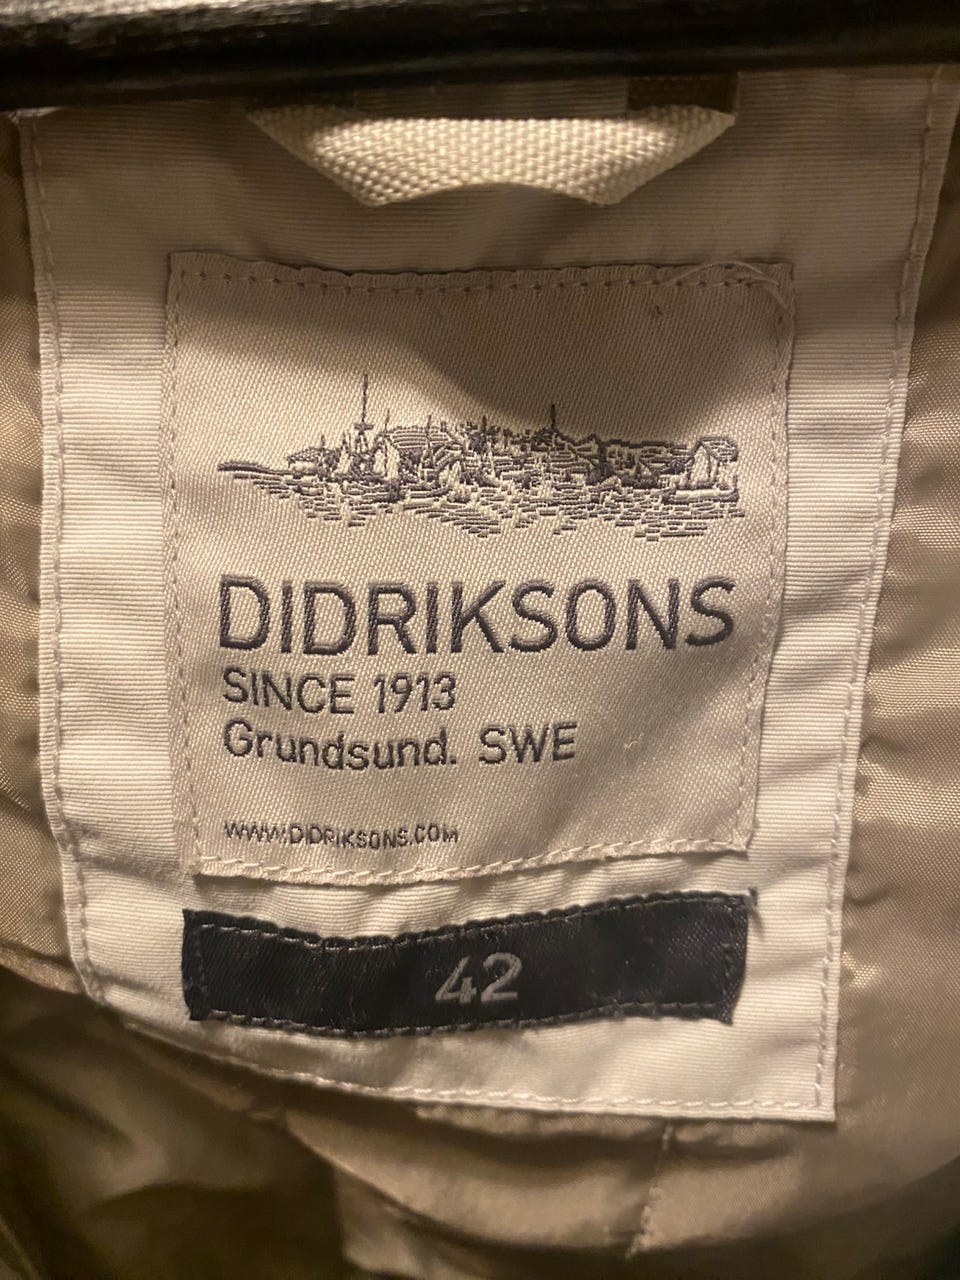 DIDRIKSONS
SINCE 1913
Grundsund. SWE
WWW.DIDRIKSONS.COM
42